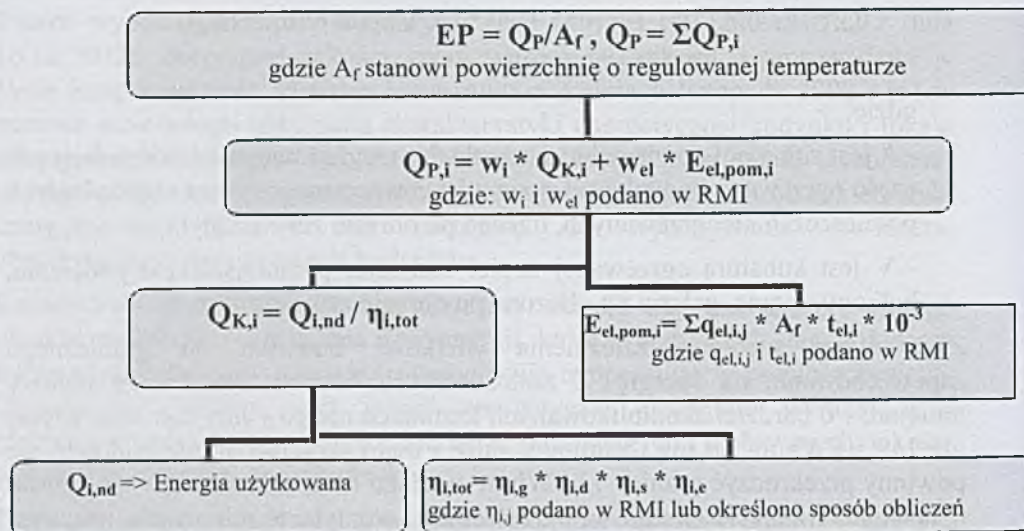 EP = Q_P/A_f , Q_P = ΣQ_P,i
gdzie A_f stanowi powierzchnię o regulowanej temperaturze
Q_P,i = w_i * Q_K,i + w_el * E_el,pom,i
gdzie: w_i i w_el podano w RMI
Q_K,i = Q_i,nd / η_i,tot
E_el,pom,i = Σq_el,i,j * A_f * t_el,i * 10^-3
gdzie q_el,i,j i t_el,i podano w RMI
Q_i,nd => Energia użytkowana
η_i,tot = η_i,g * η_i,d * η_i,s * η_i,e
gdzie η_i,j podano w RMI lub określono sposób obliczeń